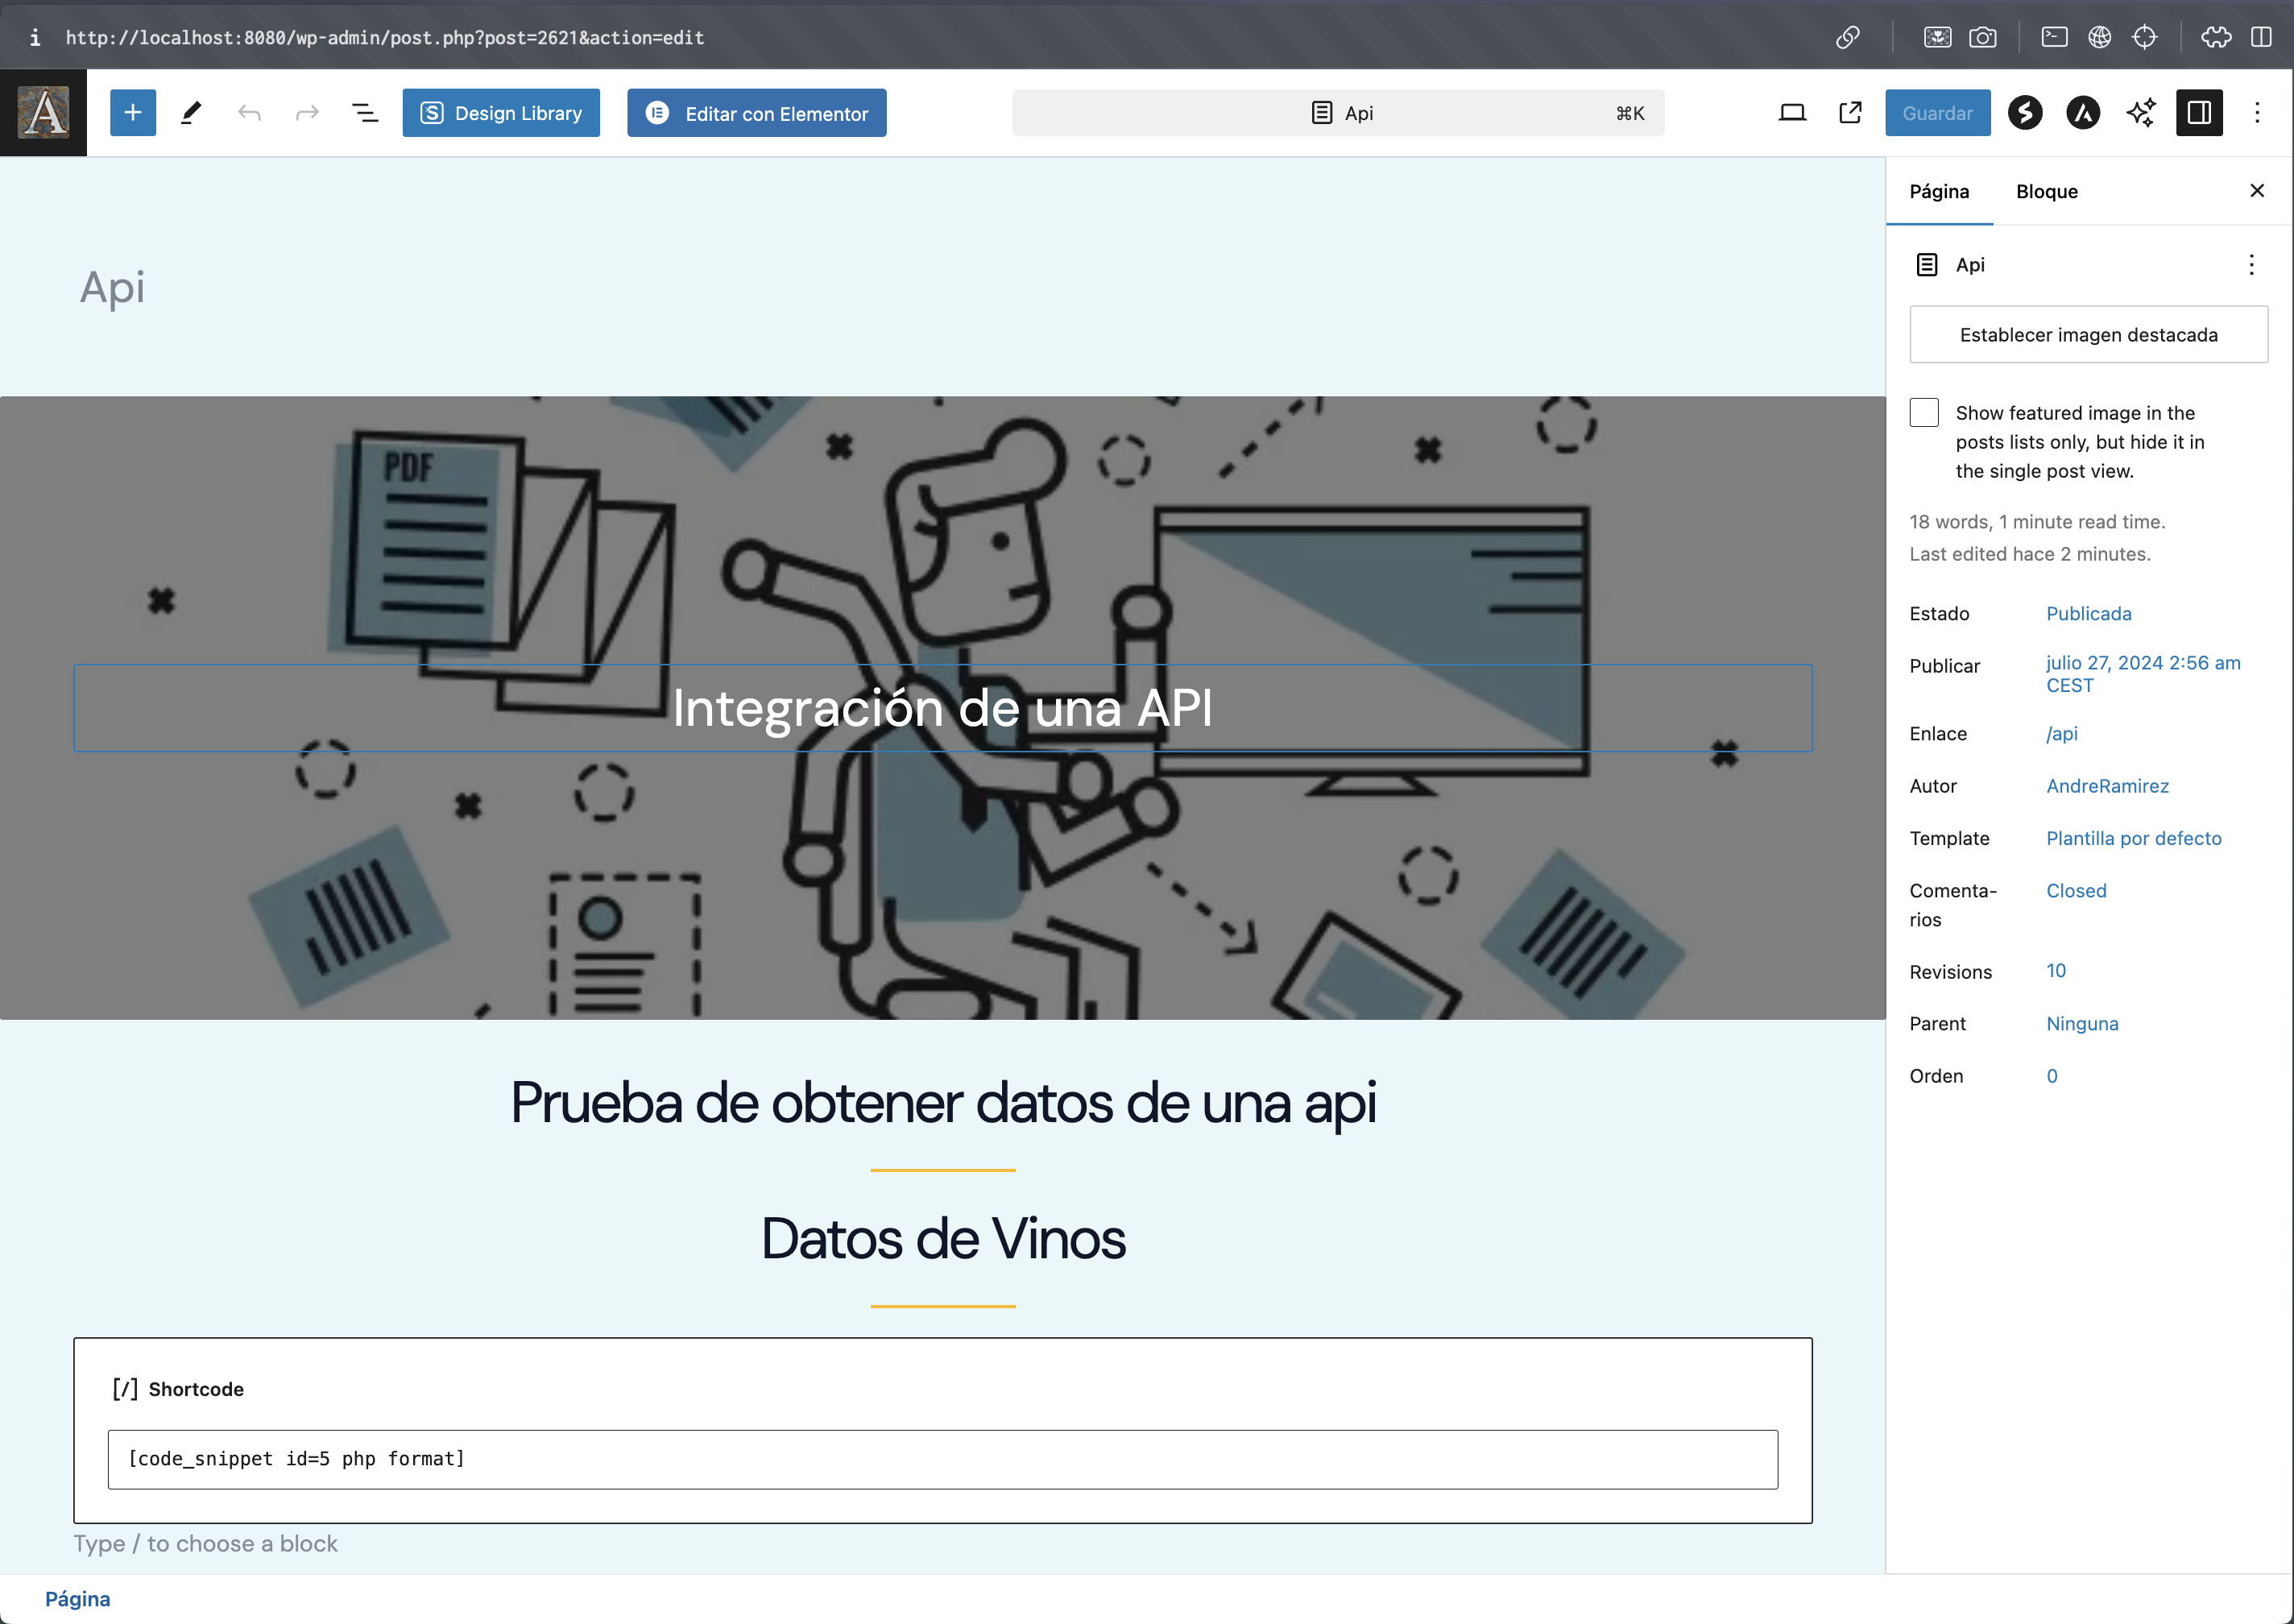 http://localhost:8080/wp-admin/post.php?post=2621&action=edit
Design Library
Editar con Elementor
Api
⌘K
Guardar
Página
Bloque
Api
Api
Establecer imagen destacada
Show featured image in the
posts lists only, but hide it in
the single post view.
18 words, 1 minute read time.
Last edited hace 2 minutes.
Estado
Publicada
Publicar
julio 27, 2024 2:56 am
CEST
Enlace
/api
Autor
AndreRamirez
Template
Plantilla por defecto
Comenta-
rios
Closed
Revisions
10
Parent
Ninguna
Orden
0
PDF
Integración de una API
Prueba de obtener datos de una api
Datos de Vinos
[/] Shortcode
[code_snippet id=5 php format]
Type / to choose a block
Página